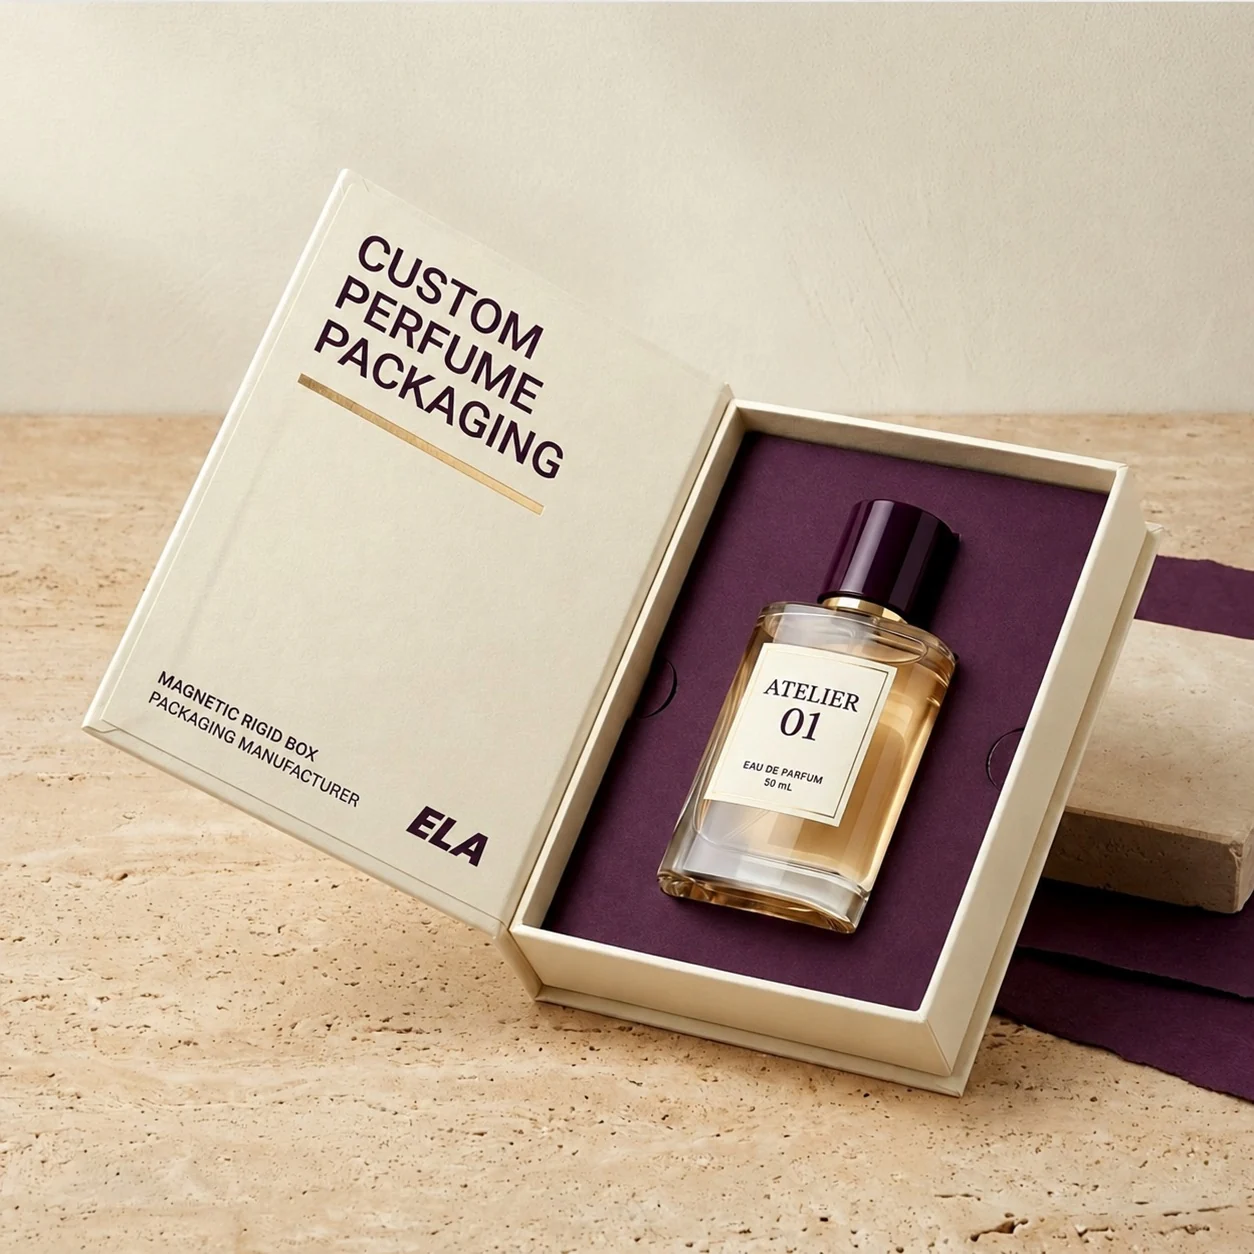 CUSTOM
PERFUME
PACKAGING
MAGNETIC RIGID BOX
PACKAGING MANUFACTURER
ELA
ATELIER
01
EAU DE PARFUM
50 mL